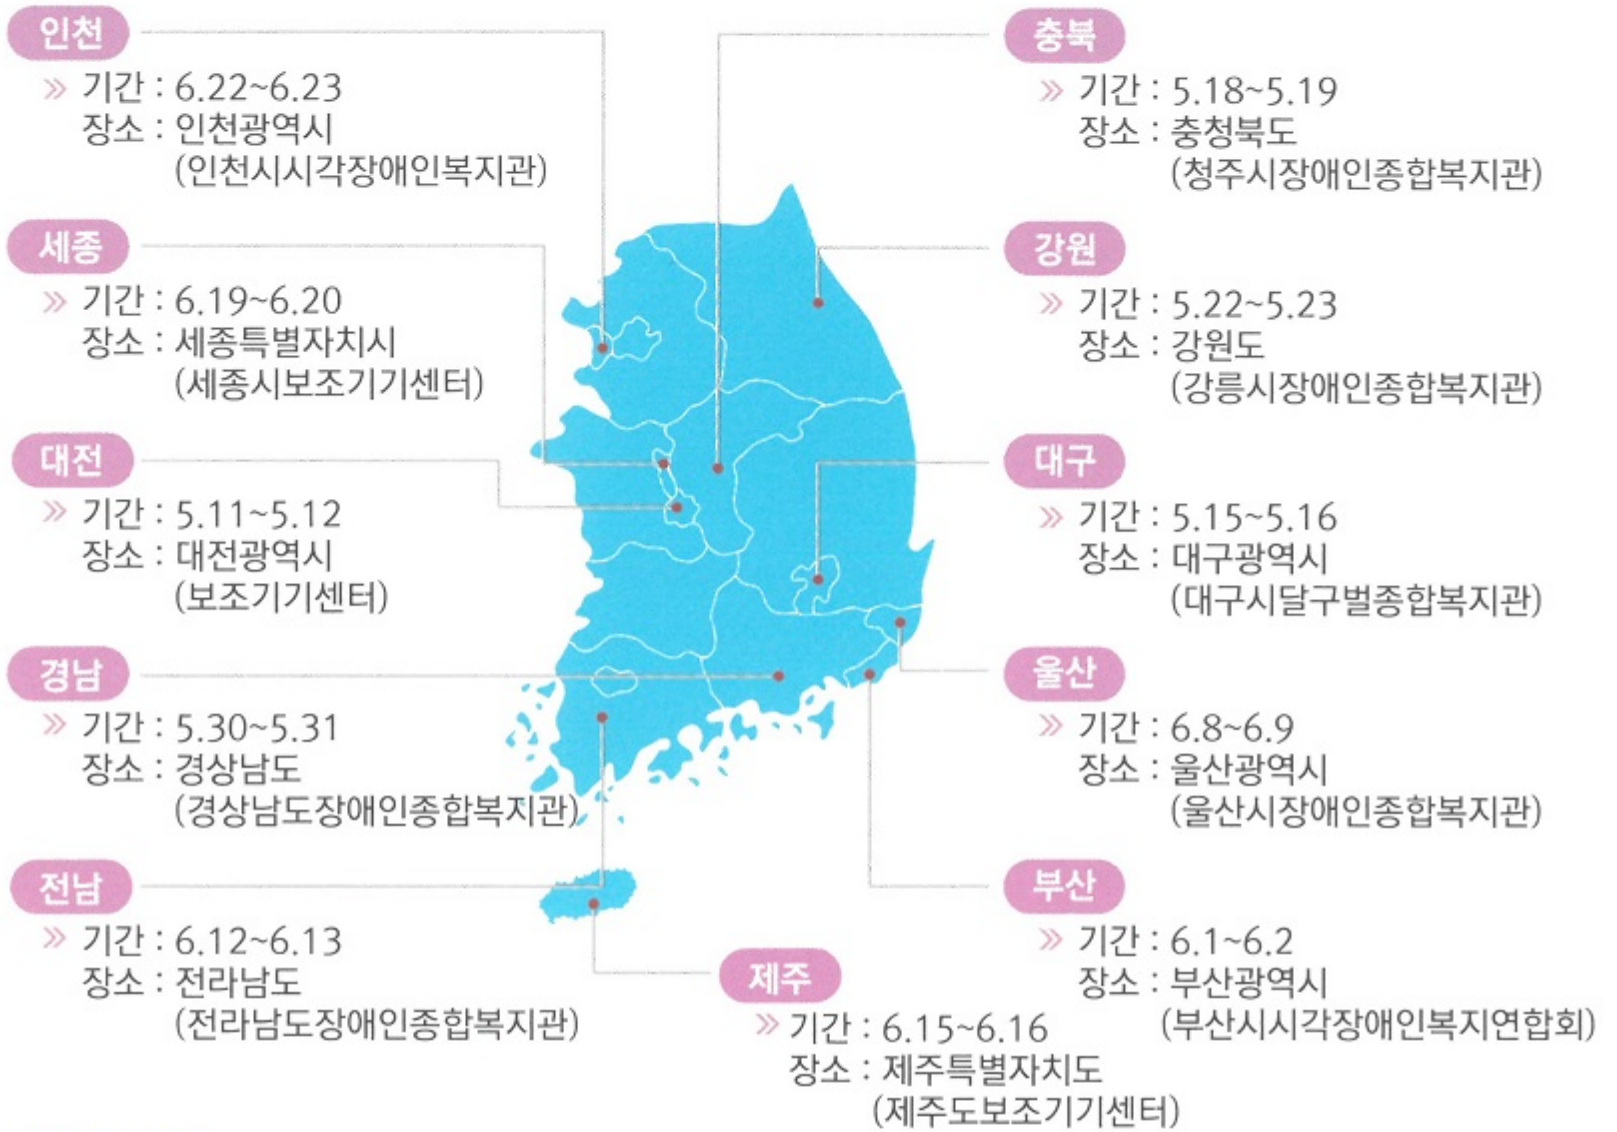 인천
» 기간 : 6.22~6.23
장소 : 인천광역시
(인천시시각장애인복지관)
세종
» 기간 : 6.19~6.20
장소 : 세종특별자치시
(세종시보조기기센터)
대전
» 기간 : 5.11~5.12
장소 : 대전광역시
(보조기기센터)
경남
» 기간 : 5.30~5.31
장소 : 경상남도
(경상남도장애인종합복지관)
전남
» 기간 : 6.12~6.13
장소 : 전라남도
(전라남도장애인종합복지관)
충북
» 기간 : 5.18~5.19
장소 : 충청북도
(청주시장애인종합복지관)
강원
» 기간 : 5.22~5.23
장소 : 강원도
(강릉시장애인종합복지관)
대구
» 기간 : 5.15~5.16
장소 : 대구광역시
(대구시달구벌종합복지관)
울산
» 기간 : 6.8~6.9
장소 : 울산광역시
(울산시장애인종합복지관)
부산
» 기간 : 6.1~6.2
장소 : 부산광역시
(부산시시각장애인복지연합회)
제주
» 기간 : 6.15~6.16
장소 : 제주특별자치도
(제주도보조기기센터)